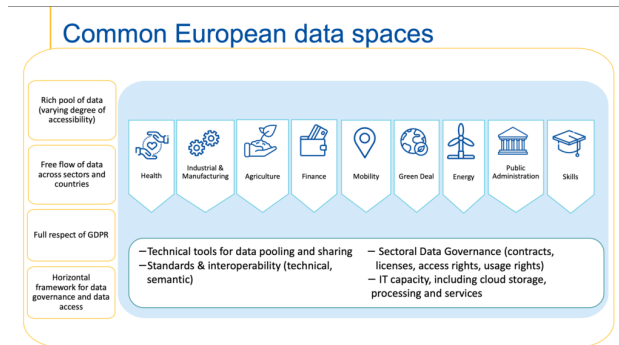 Common European data spaces
Rich pool of data
(varying degree of
accessibility)
Free flow of data
across sectors and
countries
Full respect of GDPR
Horizontal
framework for data
governance and data
access
Health
Industrial &
Manufacturing
Agriculture
Finance
Mobility
Green Deal
Energy
Public
Administration
Skills
–Technical tools for data pooling and sharing
–Standards & interoperability (technical,
semantic)
– Sectoral Data Governance (contracts,
licenses, access rights, usage rights)
– IT capacity, including cloud storage,
processing and services